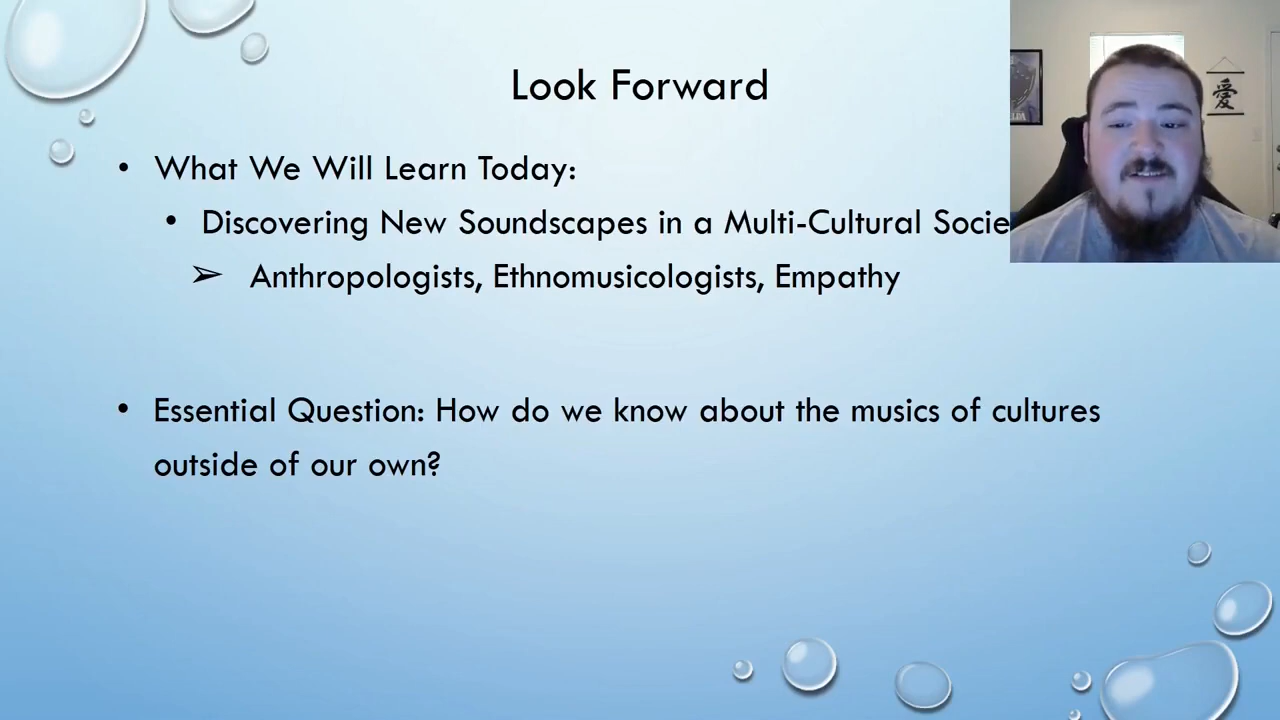 Look Forward
• What We Will Learn Today:
• Discovering New Soundscapes in a Multi-Cultural Socie
➢ Anthropologists, Ethnomusicologists, Empathy
• Essential Question: How do we know about the musics of cultures
outside of our own?
愛